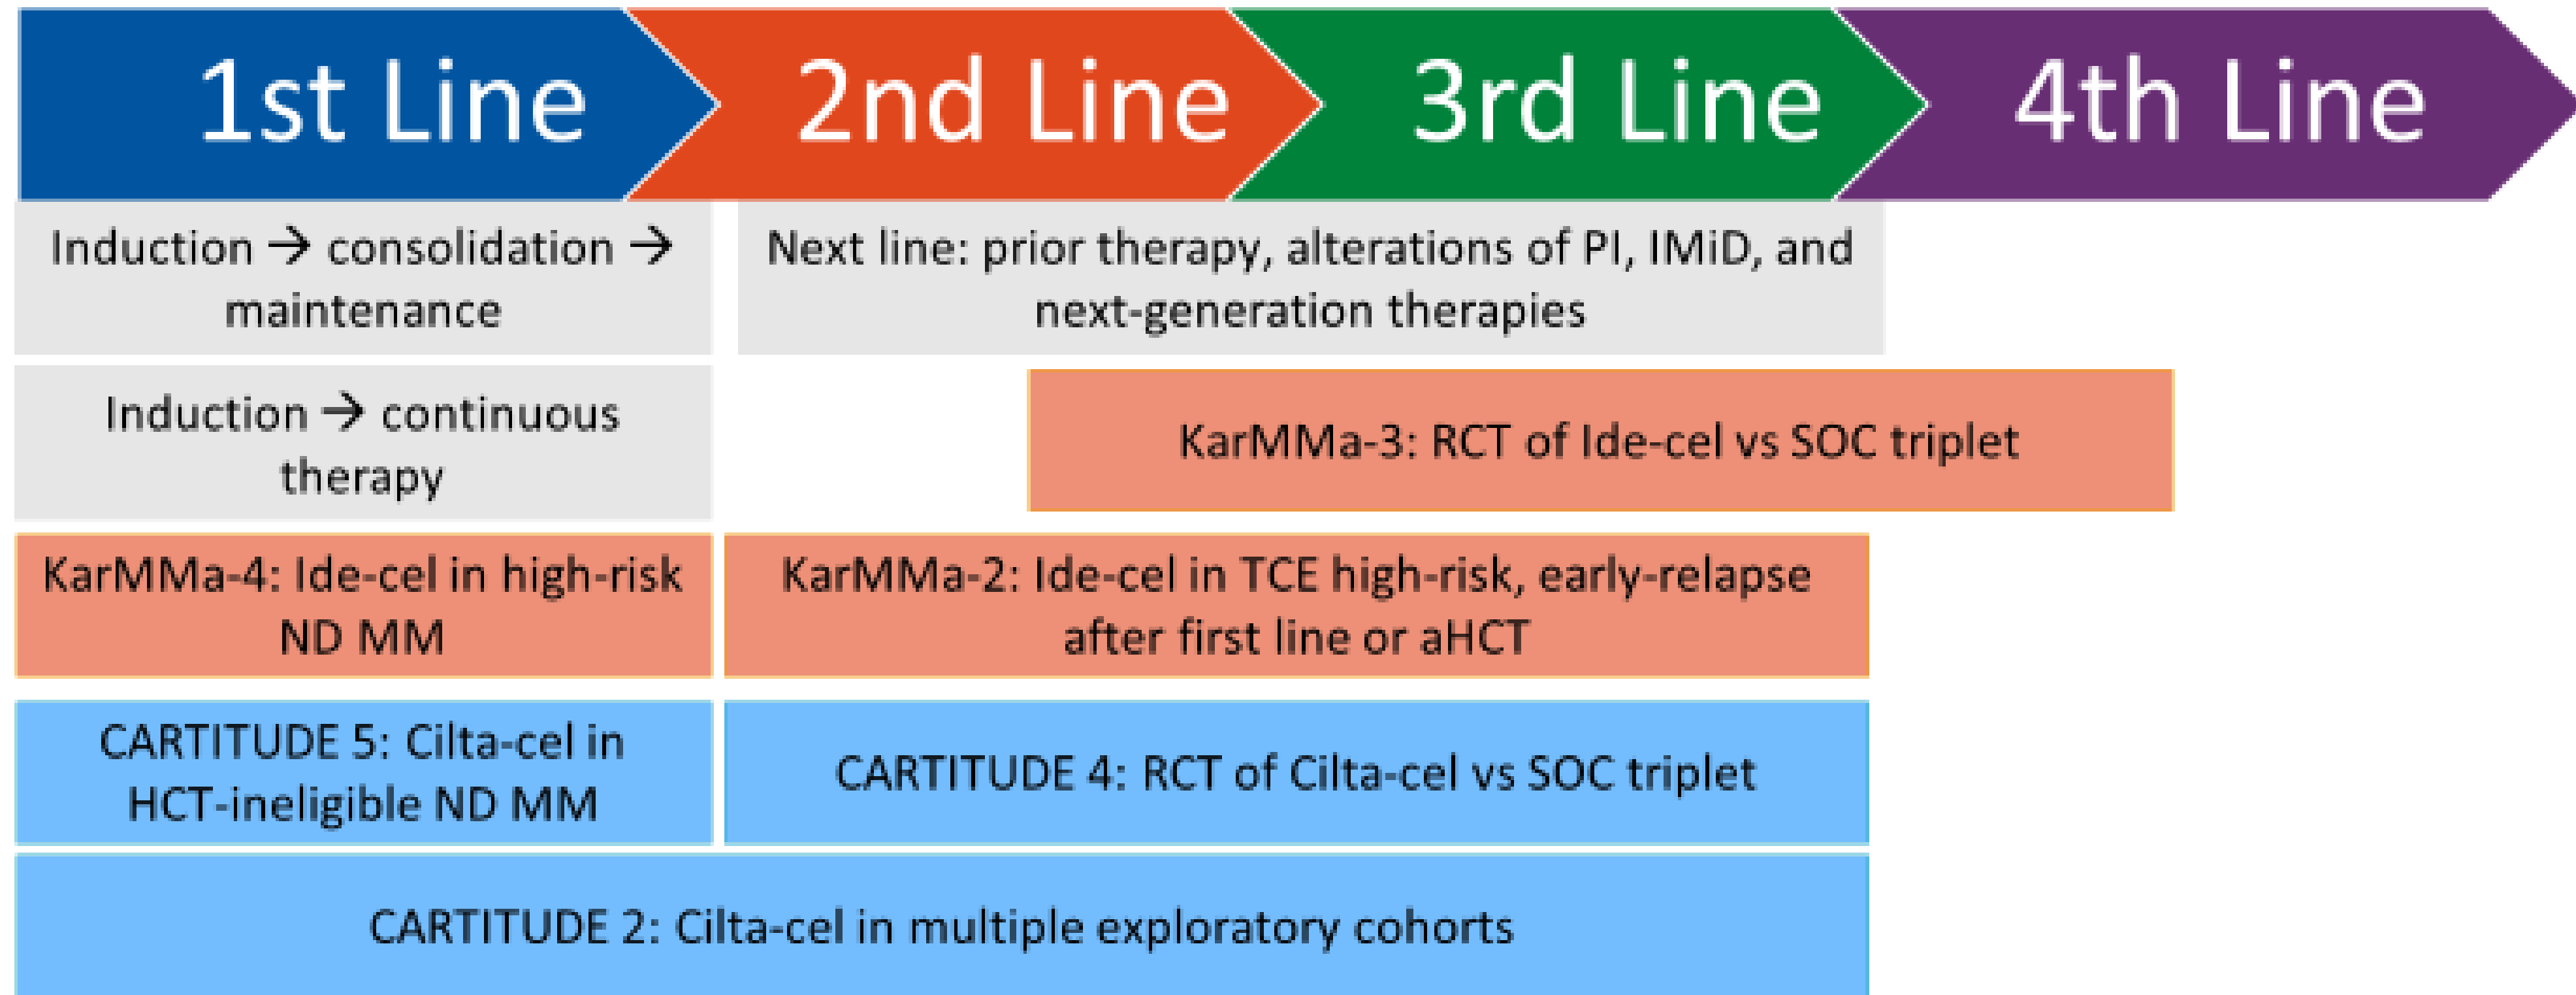 1st Line
2nd Line
3rd Line
4th Line
Induction → consolidation →
maintenance
Next line: prior therapy, alterations of PI, IMiD, and
next-generation therapies
Induction → continuous
therapy
KarMMa-3: RCT of Ide-cel vs SOC triplet
KarMMa-4: Ide-cel in high-risk
ND MM
KarMMa-2: Ide-cel in TCE high-risk, early-relapse
after first line or aHCT
CARTITUDE 5: Cilta-cel in
HCT-ineligible ND MM
CARTITUDE 4: RCT of Cilta-cel vs SOC triplet
CARTITUDE 2: Cilta-cel in multiple exploratory cohorts